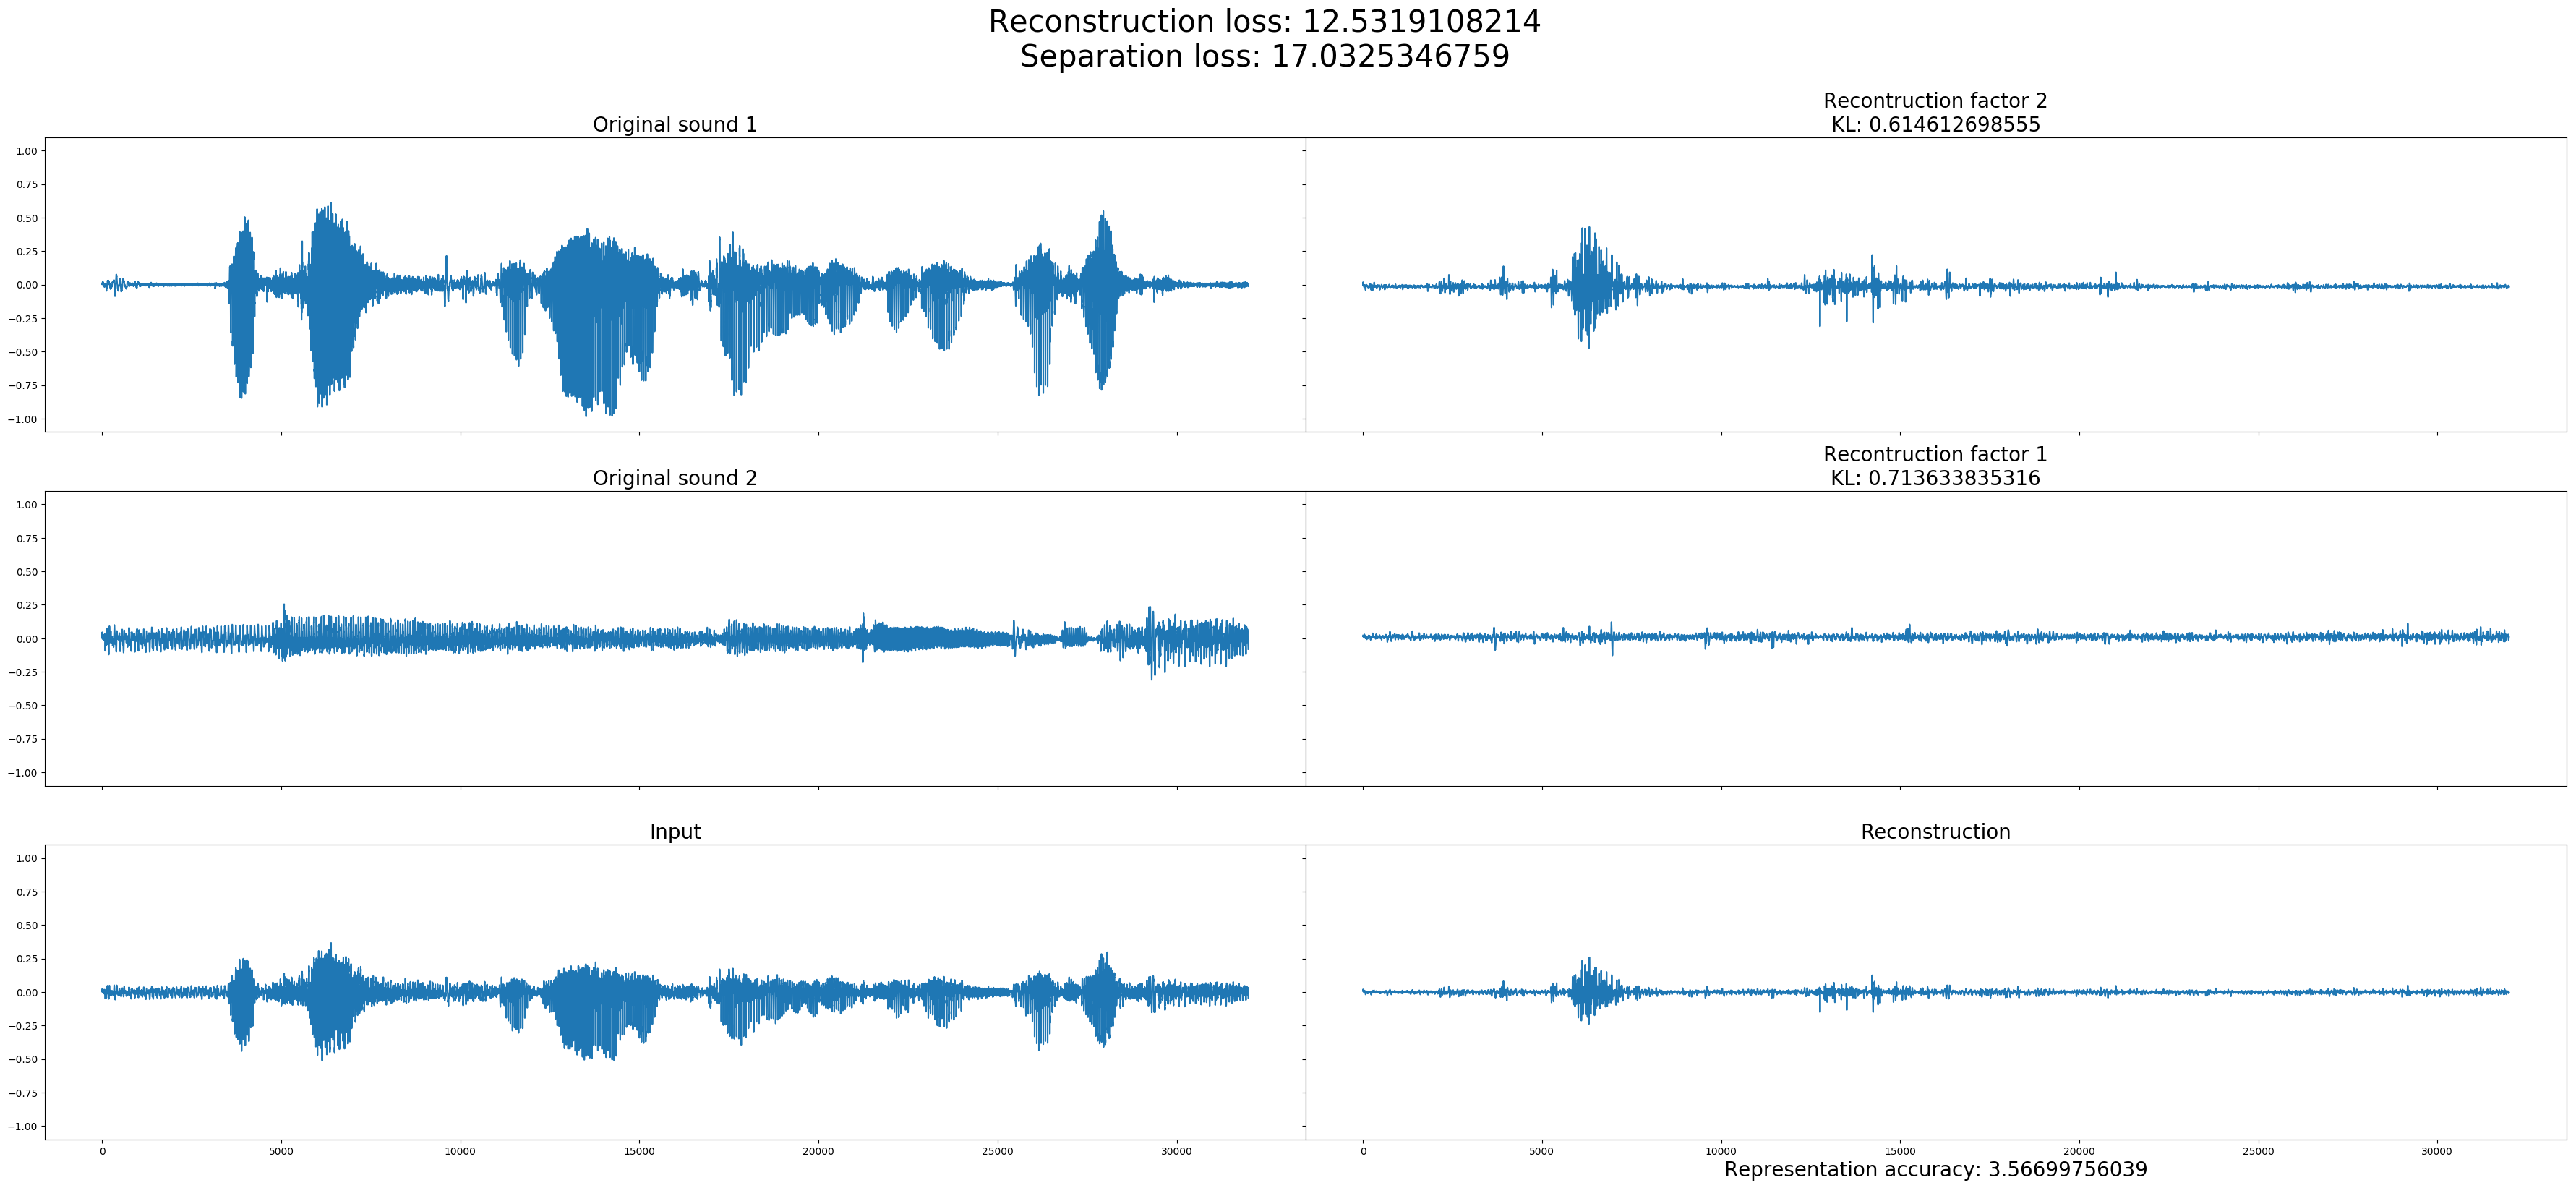 Reconstruction loss: 12.5319108214
Separation loss: 17.0325346759
Original sound 1
Recontruction factor 2
KL: 0.614612698555
1.00
0.75
0.50
0.25
0.00
−0.25
−0.50
−0.75
−1.00
Original sound 2
Recontruction factor 1
KL: 0.713633835316
1.00
0.75
0.50
0.25
0.00
−0.25
−0.50
−0.75
−1.00
Input
Reconstruction
1.00
0.75
0.50
0.25
0.00
−0.25
−0.50
−0.75
−1.00
0 5000 10000 15000 20000 25000 30000
0 5000 10000 15000 20000 25000 30000
Representation accuracy: 3.56699756039